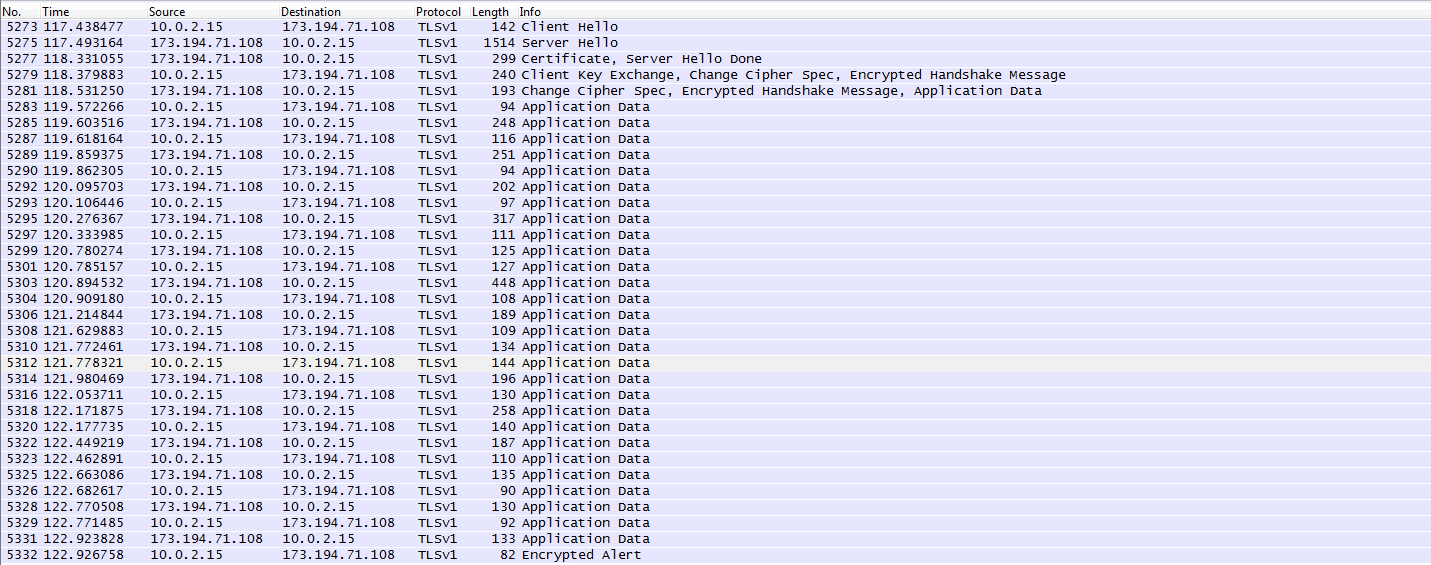 No. Time Source Destination Protocol Length Info
5273 117.438477 10.0.2.15 173.194.71.108 TLSv1 142 Client Hello
5275 117.493164 173.194.71.108 10.0.2.15 TLSv1 1514 Server Hello
5277 118.331055 173.194.71.108 10.0.2.15 TLSv1 299 Certificate, Server Hello Done
5279 118.379883 10.0.2.15 173.194.71.108 TLSv1 240 Client Key Exchange, Change Cipher Spec, Encrypted Handshake Message
5281 118.531250 173.194.71.108 10.0.2.15 TLSv1 193 Change Cipher Spec, Encrypted Handshake Message, Application Data
5283 119.572266 10.0.2.15 173.194.71.108 TLSv1 94 Application Data
5285 119.603516 173.194.71.108 10.0.2.15 TLSv1 248 Application Data
5287 119.618164 10.0.2.15 173.194.71.108 TLSv1 116 Application Data
5289 119.859375 173.194.71.108 10.0.2.15 TLSv1 251 Application Data
5290 119.862305 10.0.2.15 173.194.71.108 TLSv1 94 Application Data
5292 120.095703 173.194.71.108 10.0.2.15 TLSv1 202 Application Data
5293 120.106446 10.0.2.15 173.194.71.108 TLSv1 97 Application Data
5295 120.276367 173.194.71.108 10.0.2.15 TLSv1 317 Application Data
5297 120.333985 10.0.2.15 173.194.71.108 TLSv1 111 Application Data
5299 120.780274 173.194.71.108 10.0.2.15 TLSv1 125 Application Data
5301 120.785157 10.0.2.15 173.194.71.108 TLSv1 127 Application Data
5303 120.894532 173.194.71.108 10.0.2.15 TLSv1 448 Application Data
5304 120.909180 10.0.2.15 173.194.71.108 TLSv1 108 Application Data
5306 121.214844 173.194.71.108 10.0.2.15 TLSv1 189 Application Data
5308 121.629883 10.0.2.15 173.194.71.108 TLSv1 109 Application Data
5310 121.772461 173.194.71.108 10.0.2.15 TLSv1 134 Application Data
5312 121.778321 10.0.2.15 173.194.71.108 TLSv1 144 Application Data
5314 121.980469 173.194.71.108 10.0.2.15 TLSv1 196 Application Data
5316 122.053711 10.0.2.15 173.194.71.108 TLSv1 130 Application Data
5318 122.171875 173.194.71.108 10.0.2.15 TLSv1 258 Application Data
5320 122.177735 10.0.2.15 173.194.71.108 TLSv1 140 Application Data
5322 122.449219 173.194.71.108 10.0.2.15 TLSv1 187 Application Data
5323 122.462891 10.0.2.15 173.194.71.108 TLSv1 110 Application Data
5325 122.663086 173.194.71.108 10.0.2.15 TLSv1 135 Application Data
5326 122.682617 10.0.2.15 173.194.71.108 TLSv1 90 Application Data
5328 122.770508 173.194.71.108 10.0.2.15 TLSv1 130 Application Data
5329 122.771485 10.0.2.15 173.194.71.108 TLSv1 92 Application Data
5331 122.923828 173.194.71.108 10.0.2.15 TLSv1 133 Application Data
5332 122.926758 10.0.2.15 173.194.71.108 TLSv1 82 Encrypted Alert